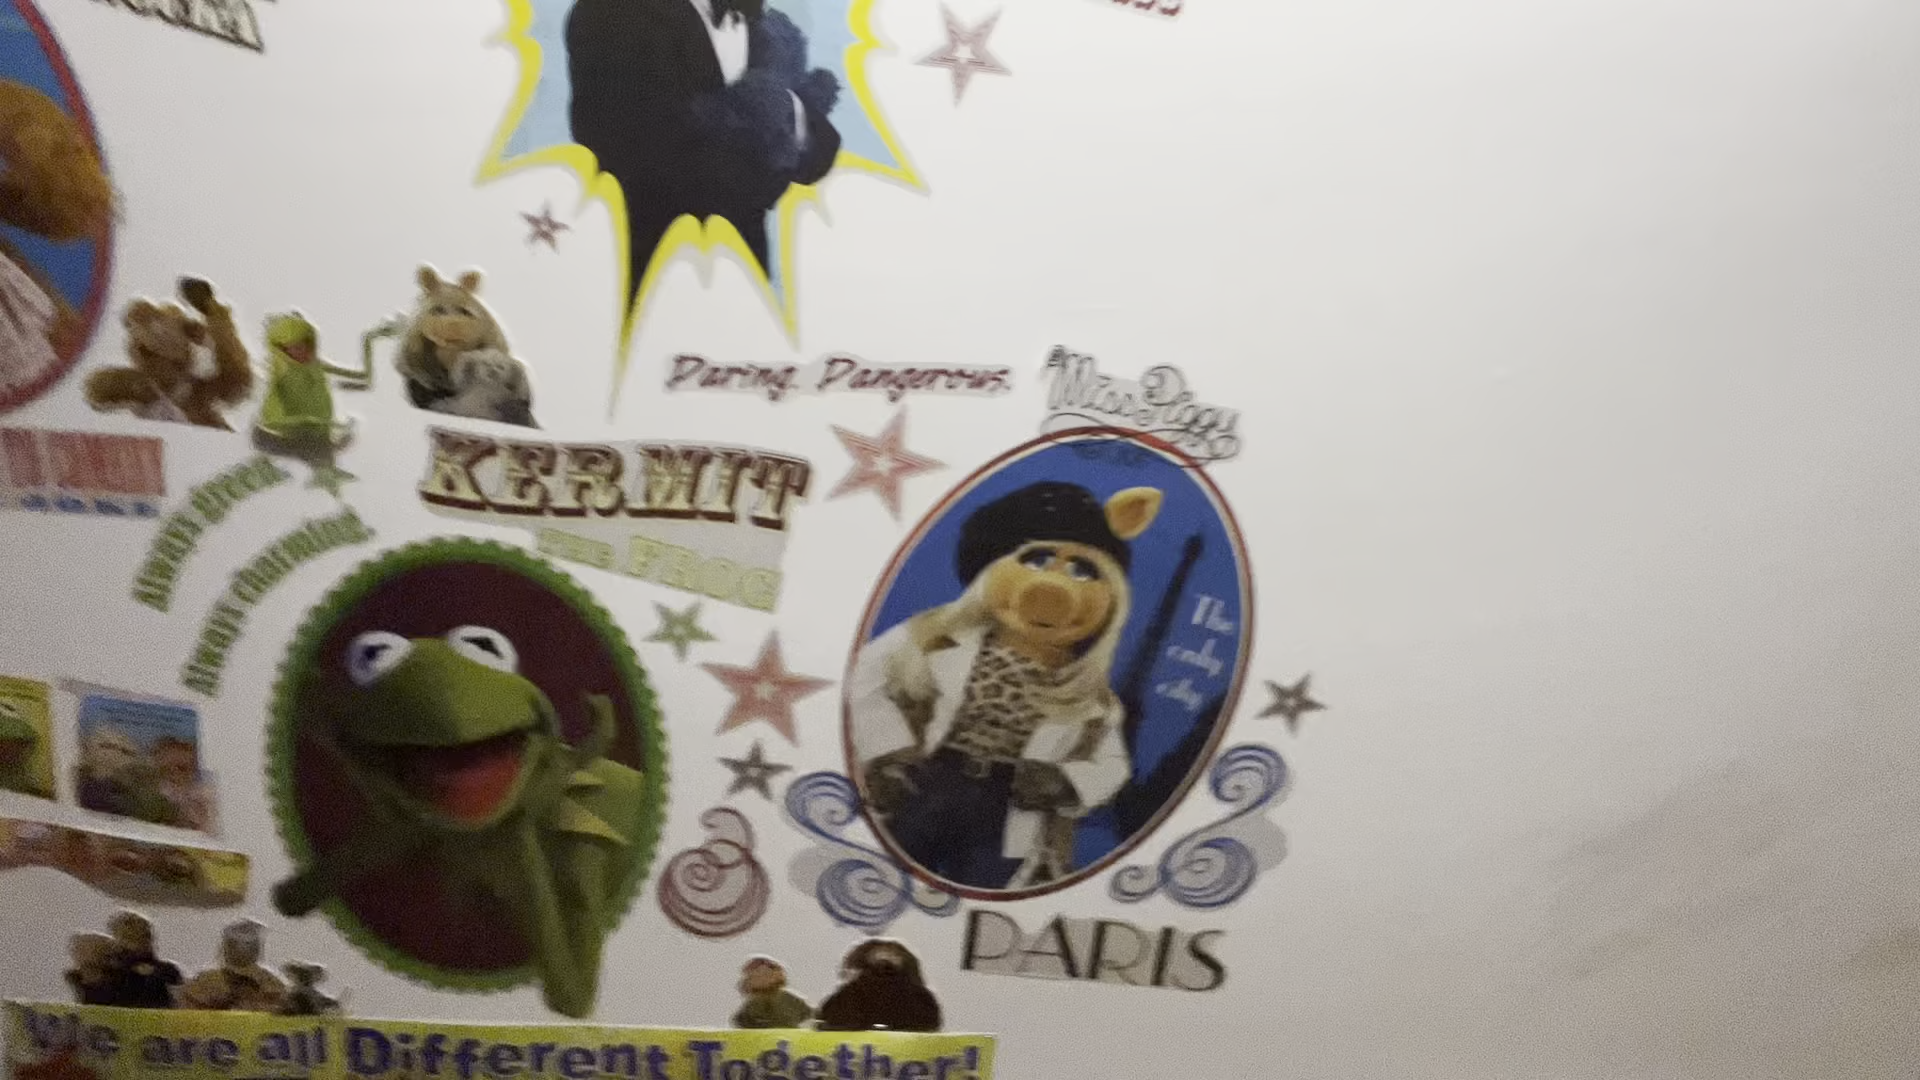 Daring. Dangerous.
Miss Piggy
KERMIT
the FROG
Always green.
Always charming.
The
only
city
PARIS
We are all Different Together!